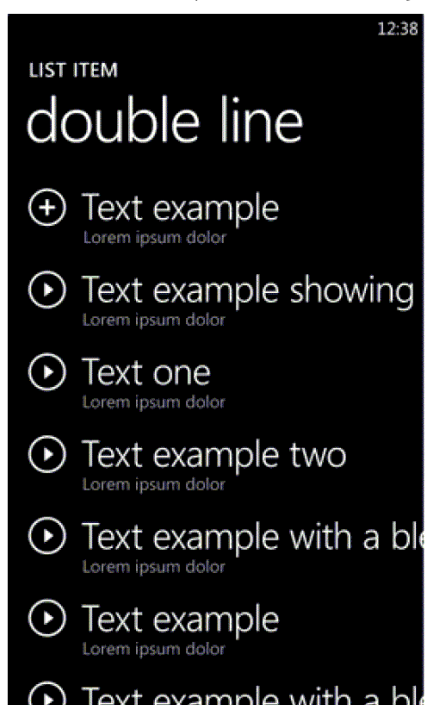 12:38
LIST ITEM
double line
Text example
Lorem ipsum dolor
Text example showing
Lorem ipsum dolor
Text one
Lorem ipsum dolor
Text example two
Lorem ipsum dolor
Text example with a ble
Lorem ipsum dolor
Text example
Lorem ipsum dolor
Text example with a ble